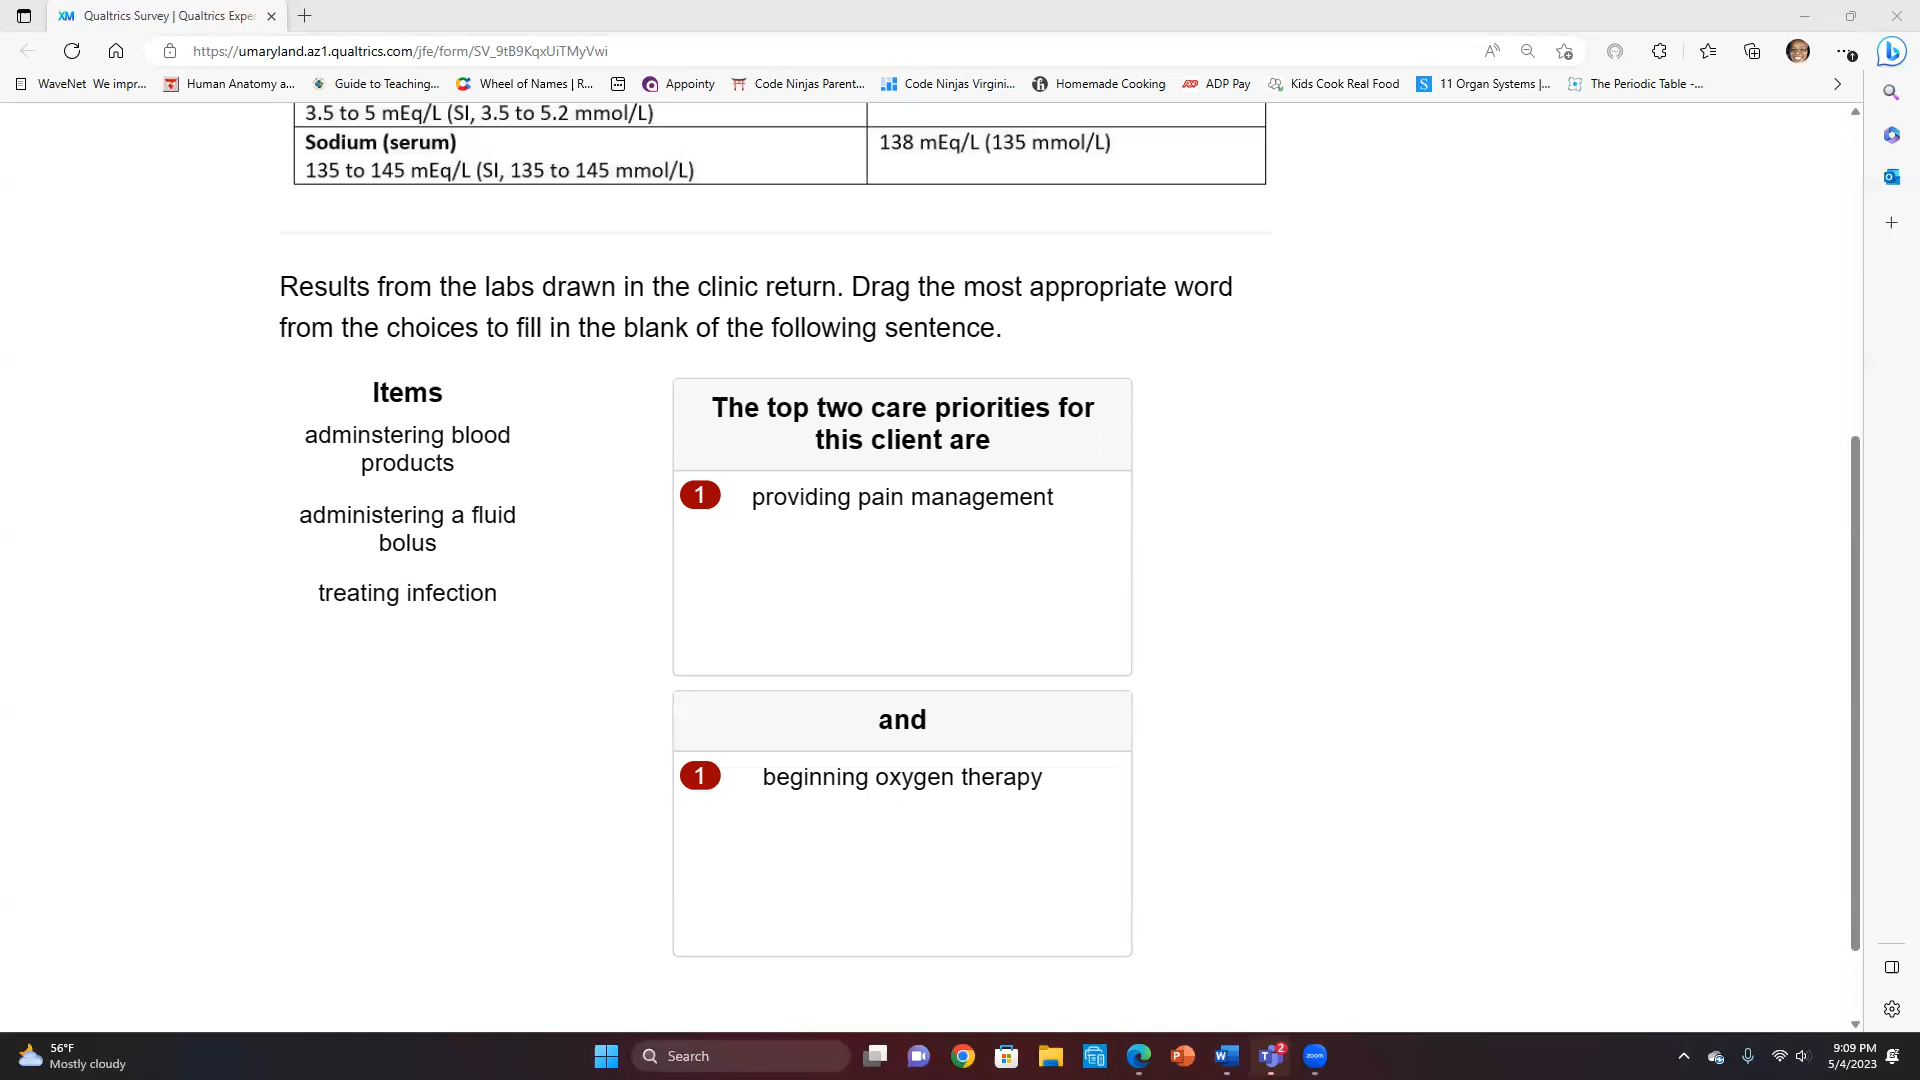 XM Qualtrics Survey | Qualtrics Expe
https://umaryland.az1.qualtrics.com/jfe/form/SV_9tB9KqxUiTMyVwi
WaveNet We impr... Human Anatomy a... Guide to Teaching... Wheel of Names | R... Appointy Code Ninjas Parent... Code Ninjas Virgini... Homemade Cooking ADP Pay Kids Cook Real Food S 11 Organ Systems |... The Periodic Table -...
3.5 to 5 mEq/L (SI, 3.5 to 5.2 mmol/L)
Sodium (serum) 138 mEq/L (135 mmol/L)
135 to 145 mEq/L (SI, 135 to 145 mmol/L)
Results from the labs drawn in the clinic return. Drag the most appropriate word
from the choices to fill in the blank of the following sentence.
Items
adminstering blood
products
administering a fluid
bolus
treating infection
The top two care priorities for
this client are
1 providing pain management
and
1 beginning oxygen therapy
56°F
Mostly cloudy
Search
2
zoom
9:09 PM
5/4/2023